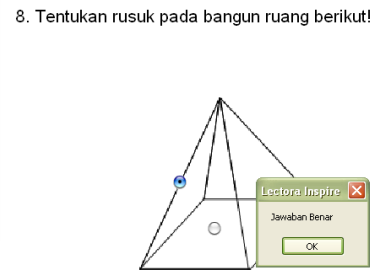 8. Tentukan rusuk pada bangun ruang berikut!
Lectora Inspire
Jawaban Benar
OK